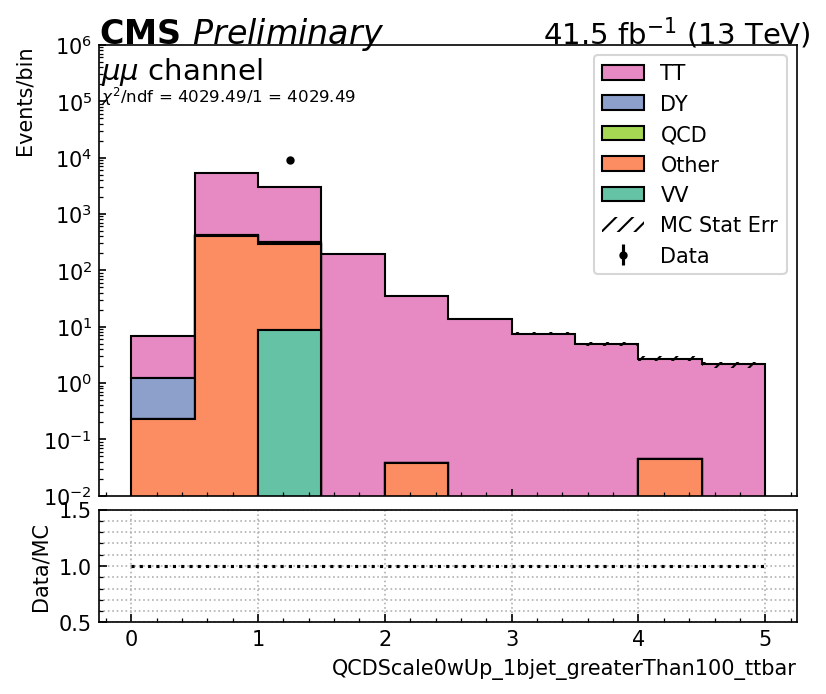 CMS Preliminary 41.5 fb⁻¹ (13 TeV)
μμ channel
χ²/ndf = 4029.49/1 = 4029.49
Events/bin
10⁶
10⁵
10⁴
10³
10²
10¹
10⁰
10⁻¹
10⁻²
TT
DY
QCD
Other
VV
MC Stat Err
Data
Data/MC
1.5
1.0
0.5
0 1 2 3 4 5
QCDScale0wUp_1bjet_greaterThan100_ttbar